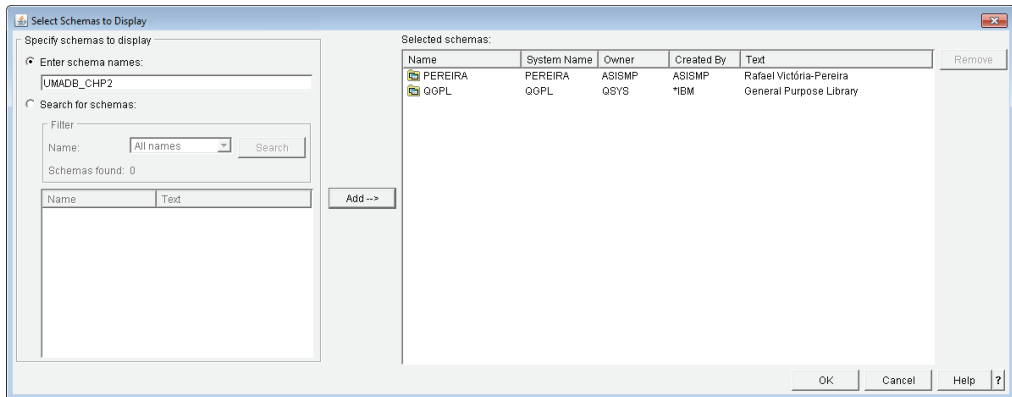 Select Schemas to Display
Specify schemas to display
Enter schema names:
UMADB_CHP2
Search for schemas:
Filter
Name: All names Search
Schemas found: 0
Name Text
Add -->
Selected schemas:
Name System Name Owner Created By Text
PEREIRA PEREIRA ASISMP ASISMP Rafael Victória-Pereira
QGPL QGPL QSYS *IBM General Purpose Library
Remove
OK Cancel Help ?